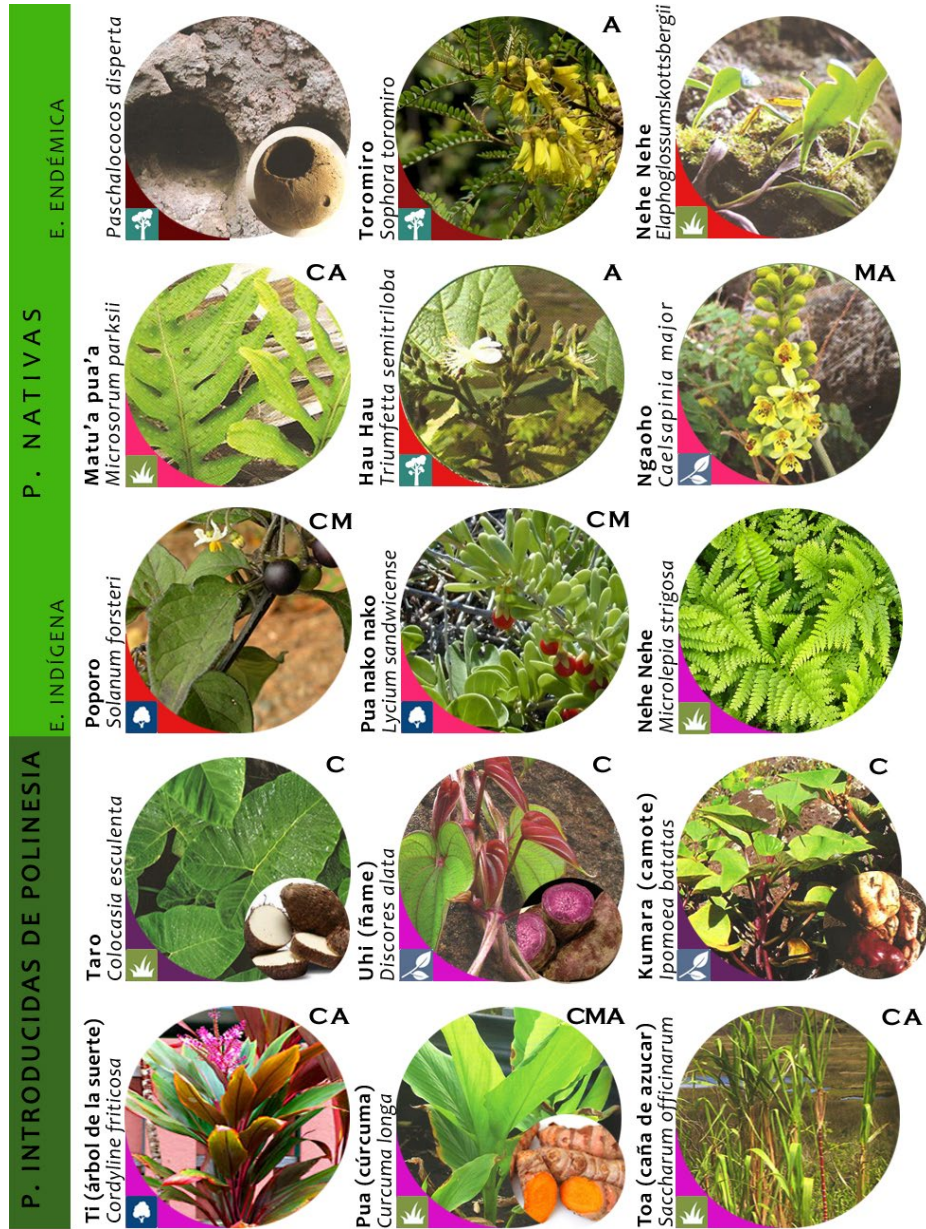 P. NATIVAS
E. ENDÉMICA
Paschalococos disperta
Toromiro
Sophora toromiro
A
Nehe Nehe
Elaphoglossumskottsbergii
Matu'a pua'a
Microsorum parksii
CA
Hau Hau
Triumfetta semitriloba
A
Ngaoho
Caelsapinia major
MA
E. INDÍGENA
Poporo
Solanum forsteri
CM
Pua nako nako
Lycium sandwicense
CM
Nehe Nehe
Microlepia strigosa
P. INTRODUCIDAS DE POLINESIA
Taro
Colocasia esculenta
C
Uhi (ñame)
Discores alata
C
Kumara (camote)
Ipomoea batatas
C
Ti (árbol de la suerte)
Cordyline friticosa
CA
Pua (cúrcuma)
Curcuma longa
CMA
Toa (caña de azucar)
Saccharum officinarum
CA